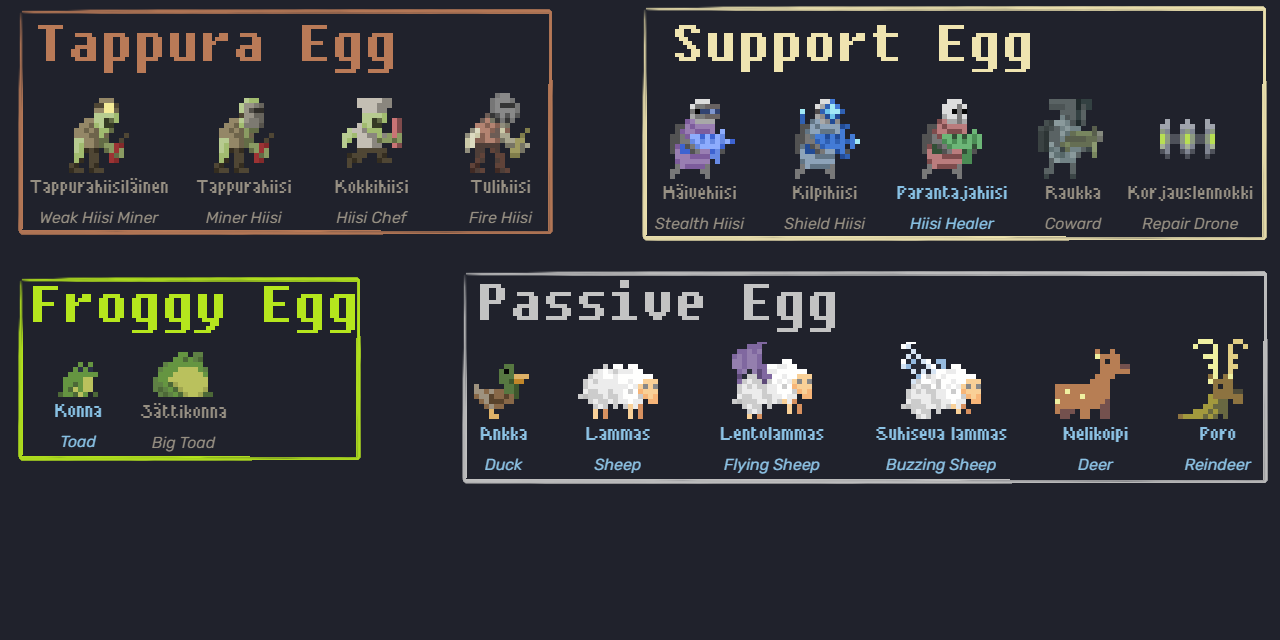 Tappura Egg
Tappurahiisiläinen Tappurahiisi Kokkihiisi Tulihiisi
Weak Hiisi Miner Miner Hiisi Hiisi Chef Fire Hiisi
Support Egg
Häivehiisi Kilpihiisi Parantajahiisi Raukka Korjauslennokki
Stealth Hiisi Shield Hiisi Hiisi Healer Coward Repair Drone
Froggy Egg
Konna Jättikonna
Toad Big Toad
Passive Egg
Ankka Lammas Lentolammas Suhiseva lammas Nelikoipi Poro
Duck Sheep Flying Sheep Buzzing Sheep Deer Reindeer